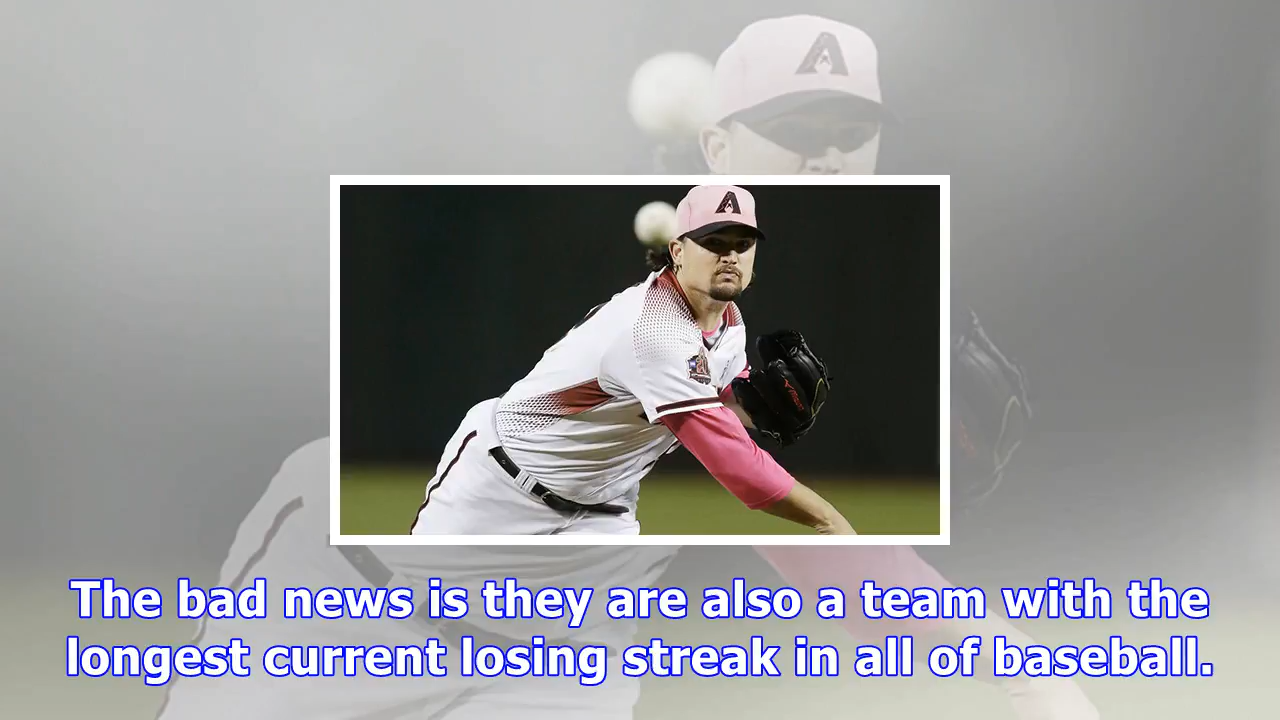 A
A
The bad news is they are also a team with the
longest current losing streak in all of baseball.